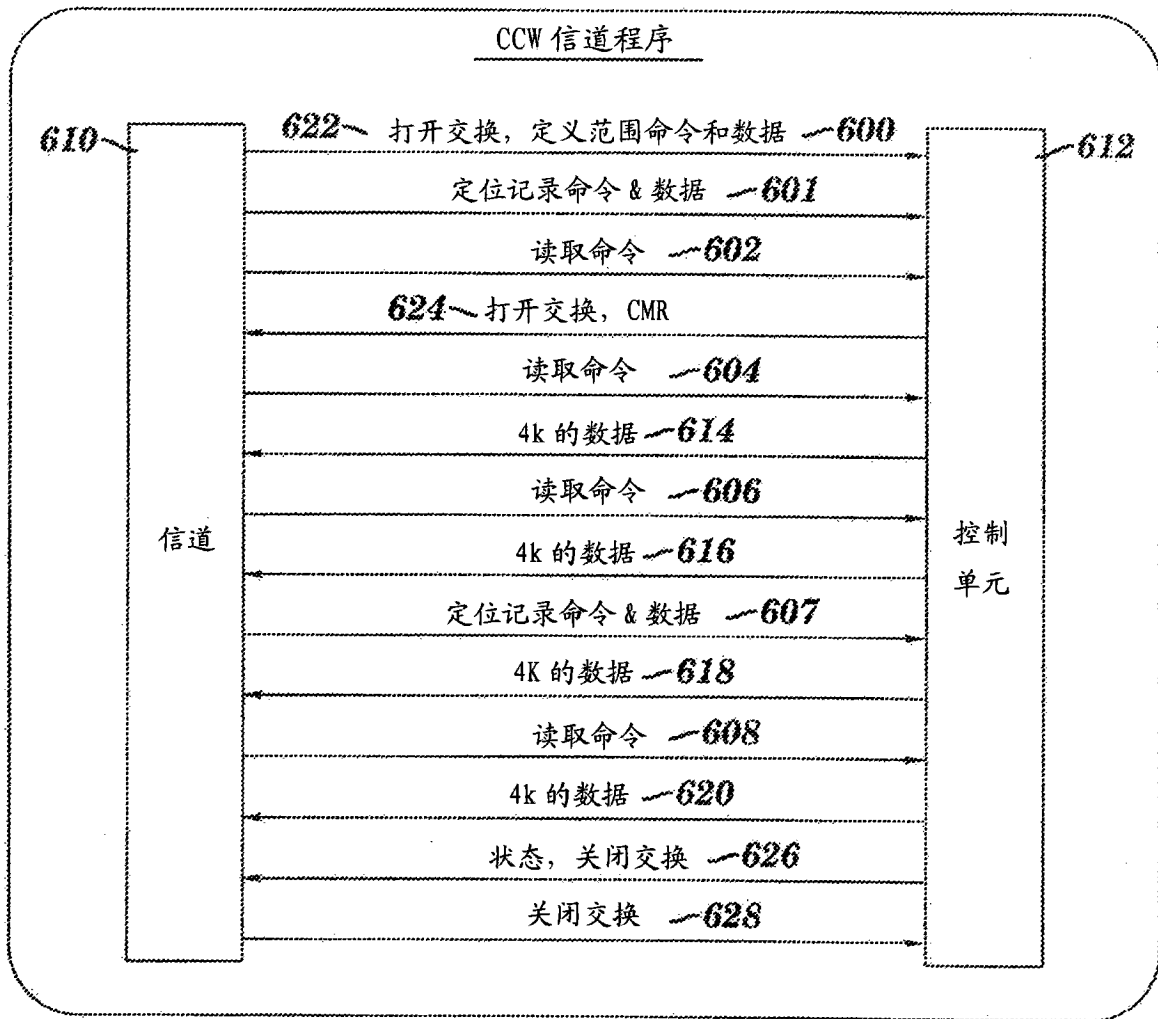 CCW 信道程序
610
622 打开交换, 定义范围命令和数据 600
612
定位记录命令 & 数据 601
读取命令 602
624 打开交换, CMR
读取命令 604
4k 的数据 614
读取命令 606
信道
4k 的数据 616
控制
单元
定位记录命令 & 数据 607
4K 的数据 618
读取命令 608
4k 的数据 620
状态, 关闭交换 626
关闭交换 628